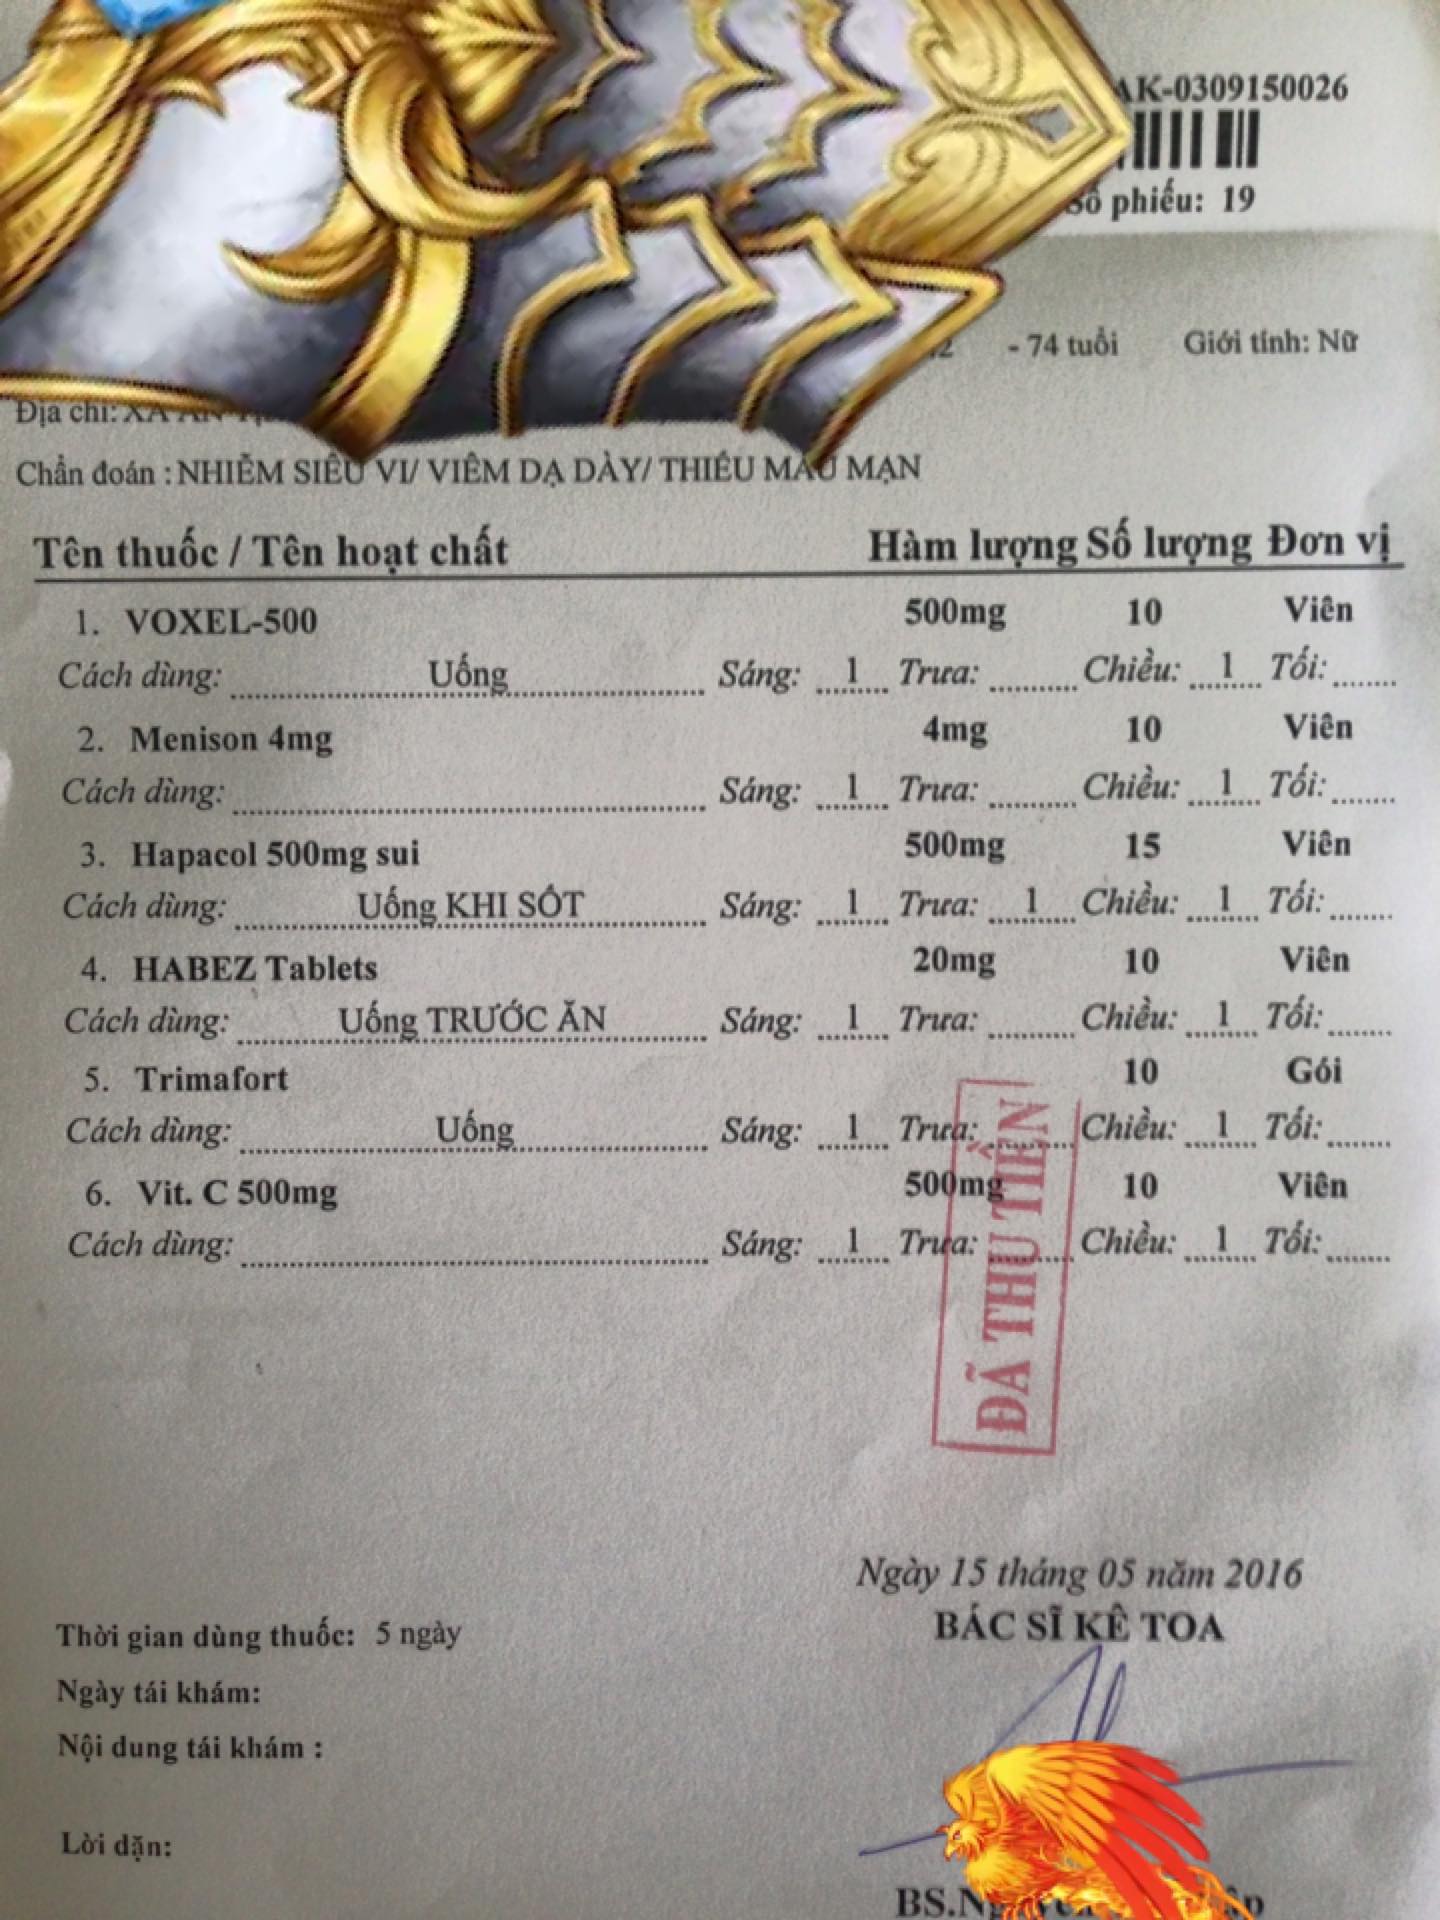 AK-0309150026
Số phiếu: 19
- 74 tuổi Giới tính: Nữ
Địa chỉ: XÃ AN
Chẩn đoán : NHIỄM SIÊU VI/ VIÊM DẠ DÀY/ THIẾU MÁU MẠN
Tên thuốc / Tên hoạt chất Hàm lượng Số lượng Đơn vị
1. VOXEL-500 500mg 10 Viên
Cách dùng: Uống Sáng: 1 Trưa: Chiều: 1 Tối:
2. Menison 4mg 4mg 10 Viên
Cách dùng: Sáng: 1 Trưa: Chiều: 1 Tối:
3. Hapacol 500mg sui 500mg 15 Viên
Cách dùng: Uống KHI SỐT Sáng: 1 Trưa: 1 Chiều: 1 Tối:
4. HABEZ Tablets 20mg 10 Viên
Cách dùng: Uống TRƯỚC ĂN Sáng: 1 Trưa: Chiều: 1 Tối:
5. Trimafort 10 Gói
Cách dùng: Uống Sáng: 1 Trưa: Chiều: 1 Tối:
6. Vit. C 500mg 500mg 10 Viên
Cách dùng: Sáng: 1 Trưa: Chiều: 1 Tối:
ĐÃ THU TIỀN
Ngày 15 tháng 05 năm 2016
BÁC SĨ KÊ TOA
Thời gian dùng thuốc: 5 ngày
Ngày tái khám:
Nội dung tái khám :
Lời dặn: